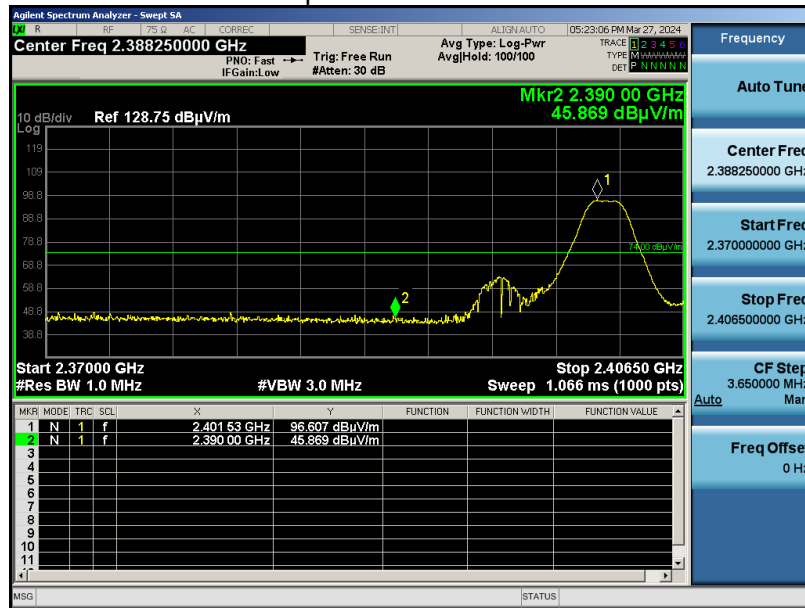 Agilent Spectrum Analyzer - Swept SA
LXI R RF 75 Ω AC CORREC SENSE:INT ALIGN AUTO 05:23:06 PM Mar 27, 2024
Center Freq 2.388250000 GHz
PNO: Fast
IFGain:Low
Trig: Free Run
#Atten: 30 dB
Avg Type: Log-Pwr
Avg|Hold: 100/100
TRACE 1 2 3 4 5 6
TYPE M W W W W W
DET P N N N N N
Mkr2 2.390 00 GHz
45.869 dBµV/m
10 dB/div Ref 128.75 dBµV/m
Log
119
109
98.8
88.8
78.8
68.8
58.8
48.8
38.8
1
2
74.00 dBµV/m
Start 2.37000 GHz Stop 2.40650 GHz
#Res BW 1.0 MHz #VBW 3.0 MHz Sweep 1.066 ms (1000 pts)
MKR MODE TRC SCL X Y FUNCTION FUNCTION WIDTH FUNCTION VALUE
1 N 1 f 2.401 53 GHz 96.607 dBµV/m
2 N 1 f 2.390 00 GHz 45.869 dBµV/m
3
4
5
6
7
8
9
10
11
MSG STATUS
Frequency
Auto Tune
Center Freq
2.388250000 GHz
Start Freq
2.370000000 GHz
Stop Freq
2.406500000 GHz
CF Step
3.650000 MHz
Auto Man
Freq Offset
0 Hz